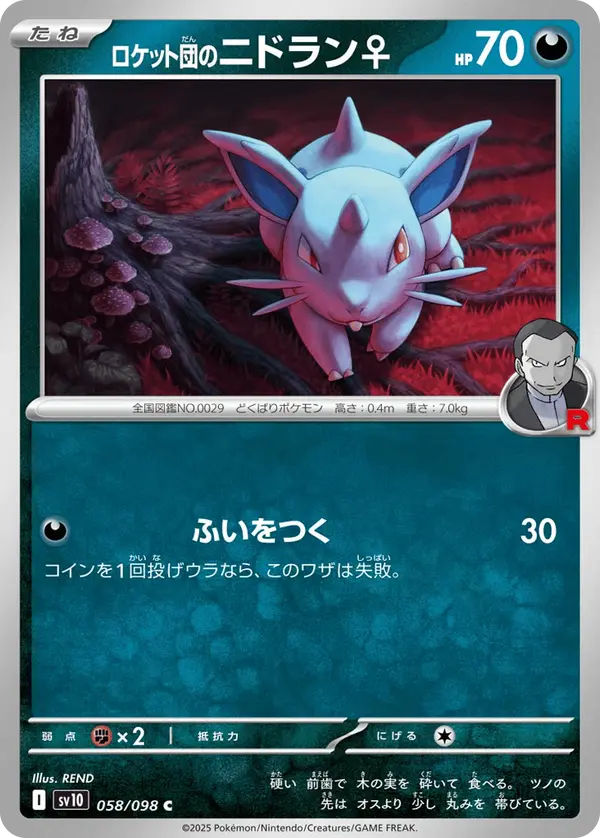 たね ロケット団のニドラン♀ HP70
全国図鑑NO.0029 どくばりポケモン 高さ:0.4m 重さ:7.0kg
R
ふいをつく 30
コインを1回投げウラなら、このワザは失敗。
弱点 ×2 抵抗力 にげる
Illus. REND
硬い 前歯で 木の実を 砕いて 食べる。 ツノの
先は オスより 少し 丸みを 帯びている。
I sv10 058/098 C
©2025 Pokémon/Nintendo/Creatures/GAME FREAK.